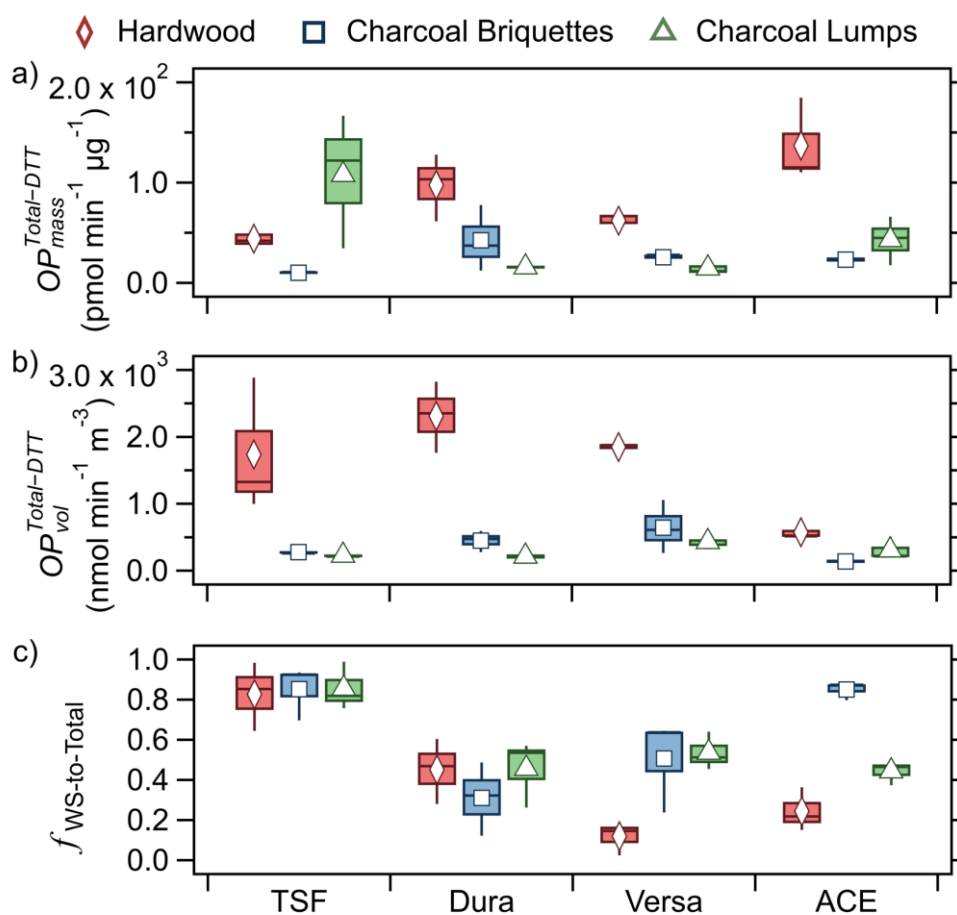 Hardwood Charcoal Briquettes Charcoal Lumps
a)
OP^Total−DTT_mass
(pmol min⁻¹ µg⁻¹)
2.0 x 10²
1.0
0.0
b)
OP^Total−DTT_vol
(nmol min⁻¹ m⁻³)
3.0 x 10³
2.0
1.0
0.0
c)
f WS-to-Total
1.0
0.8
0.6
0.4
0.2
0.0
TSF Dura Versa ACE